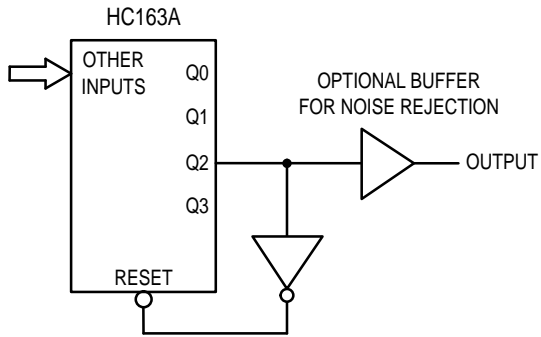 HC163A
OTHER
INPUTS
Q0
Q1
Q2
Q3
RESET
OPTIONAL BUFFER
FOR NOISE REJECTION
OUTPUT